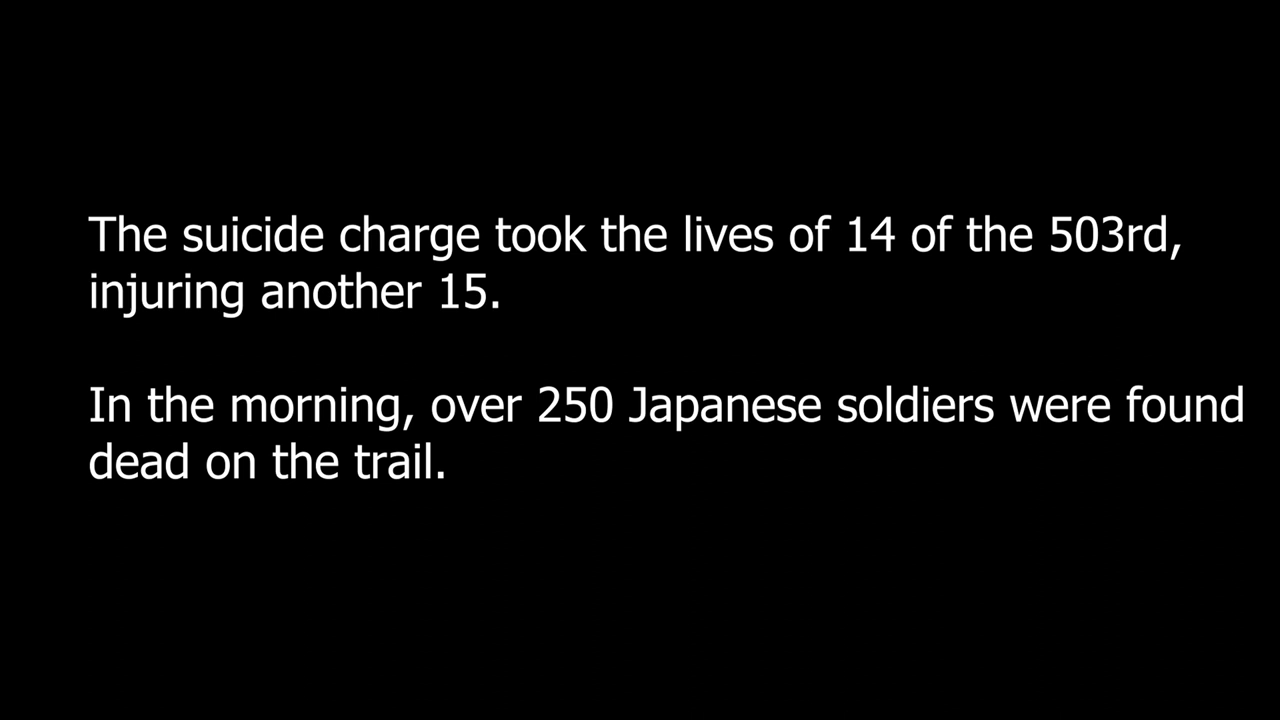 The suicide charge took the lives of 14 of the 503rd,
injuring another 15.
In the morning, over 250 Japanese soldiers were found
dead on the trail.